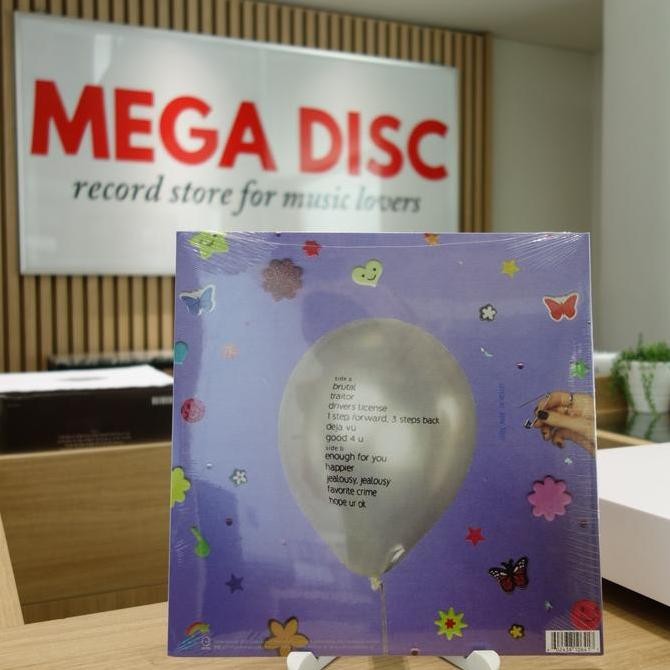 MEGA DISC
record store for music lovers
side a
brutal
traitor
drivers license
1 step forward, 3 steps back
deja vu
good 4 u
side b
enough for you
happier
jealousy, jealousy
favorite crime
hope ur ok